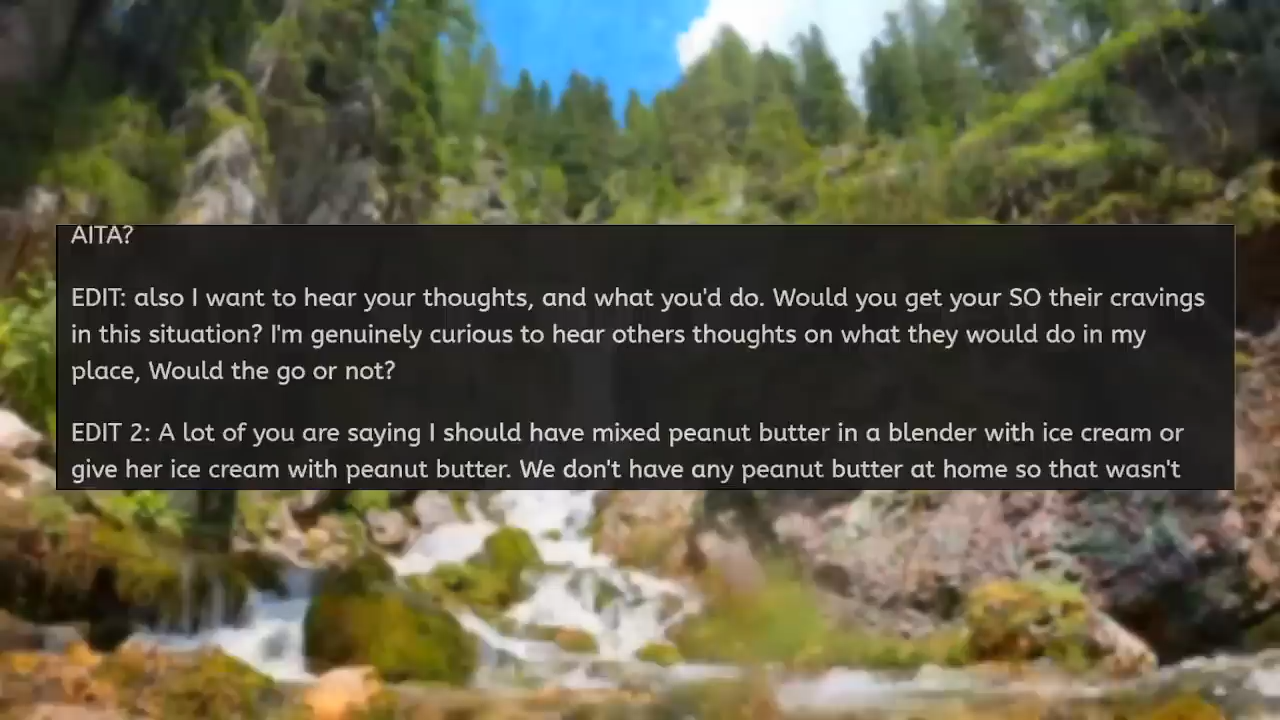 AITA?
EDIT: also I want to hear your thoughts, and what you'd do. Would you get your SO their cravings
in this situation? I'm genuinely curious to hear others thoughts on what they would do in my
place, Would the go or not?
EDIT 2: A lot of you are saying I should have mixed peanut butter in a blender with ice cream or
give her ice cream with peanut butter. We don't have any peanut butter at home so that wasn't